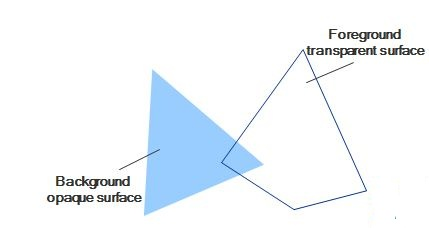 Foreground
transparent surface
Background
opaque surface